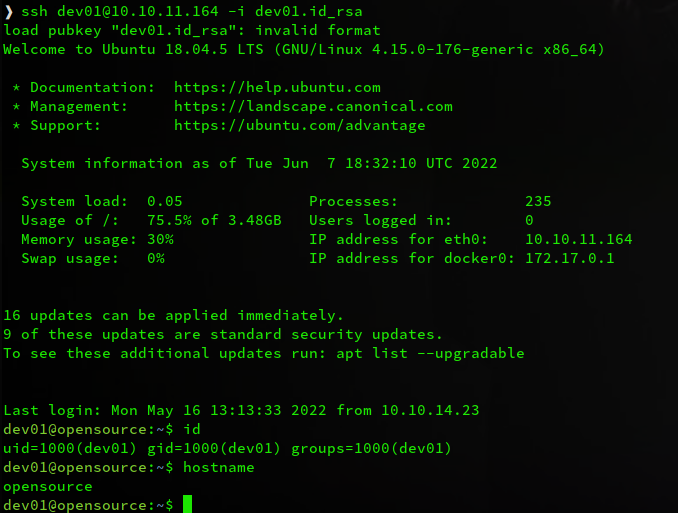 ❯ ssh dev01@10.10.11.164 -i dev01.id_rsa
load pubkey "dev01.id_rsa": invalid format
Welcome to Ubuntu 18.04.5 LTS (GNU/Linux 4.15.0-176-generic x86_64)
* Documentation:  https://help.ubuntu.com
* Management:     https://landscape.canonical.com
* Support:        https://ubuntu.com/advantage
System information as of Tue Jun  7 18:32:10 UTC 2022
System load:  0.05              Processes:              235
Usage of /:   75.5% of 3.48GB   Users logged in:        0
Memory usage: 30%               IP address for eth0:    10.10.11.164
Swap usage:   0%                IP address for docker0: 172.17.0.1
16 updates can be applied immediately.
9 of these updates are standard security updates.
To see these additional updates run: apt list --upgradable
Last login: Mon May 16 13:13:33 2022 from 10.10.14.23
dev01@opensource:~$ id
uid=1000(dev01) gid=1000(dev01) groups=1000(dev01)
dev01@opensource:~$ hostname
opensource
dev01@opensource:~$